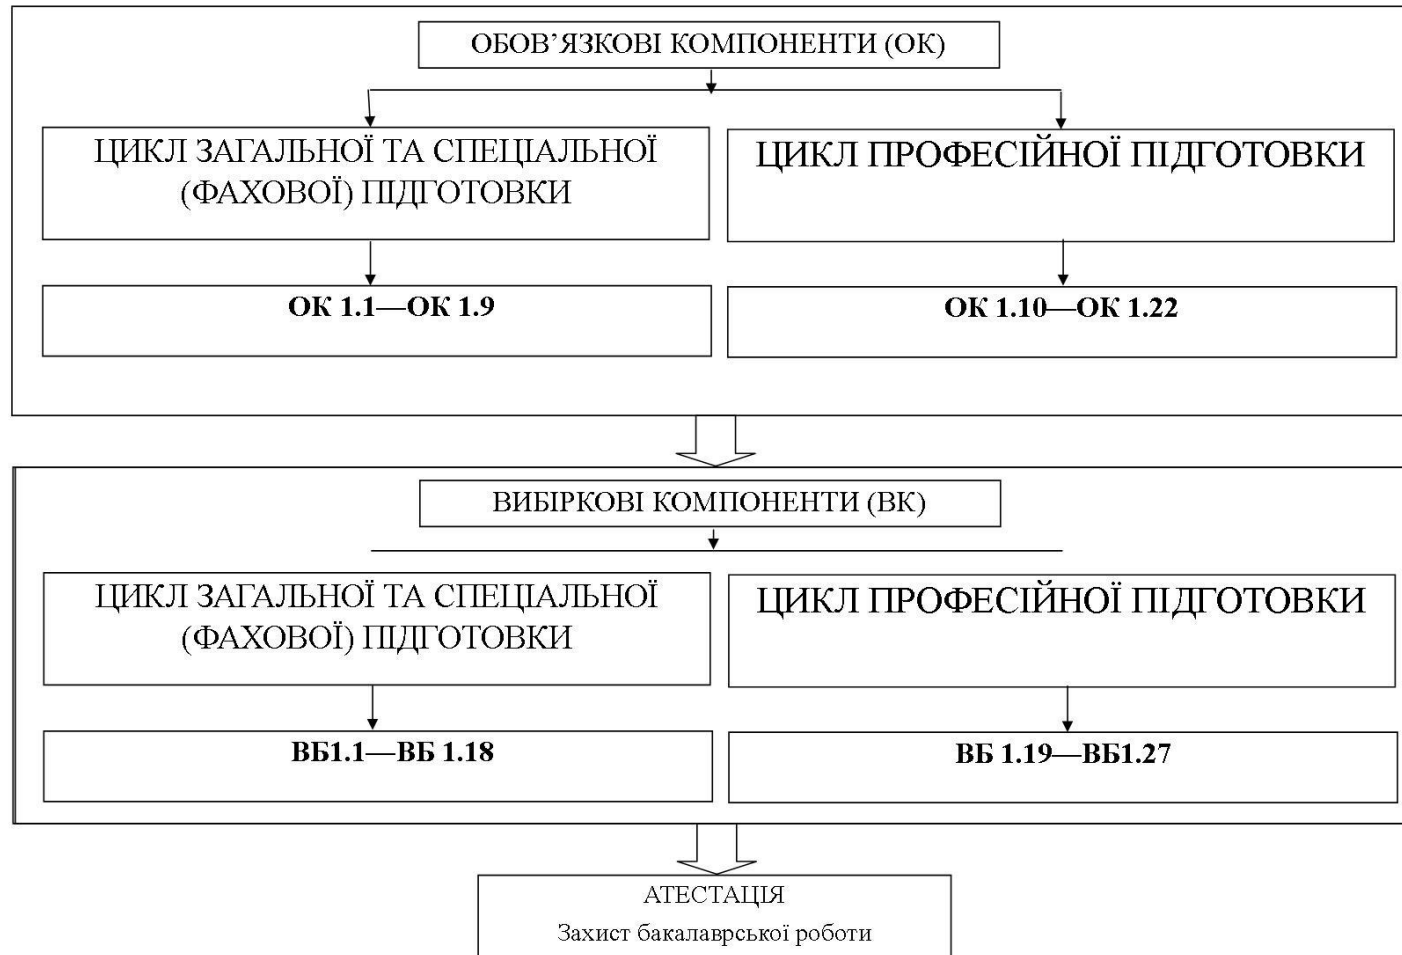 ОБОВ’ЯЗКОВІ КОМПОНЕНТИ (ОК)
ЦИКЛ ЗАГАЛЬНОЇ ТА СПЕЦІАЛЬНОЇ
(ФАХОВОЇ) ПІДГОТОВКИ
ЦИКЛ ПРОФЕСІЙНОЇ ПІДГОТОВКИ
ОК 1.1—ОК 1.9
ОК 1.10—ОК 1.22
ВИБІРКОВІ КОМПОНЕНТИ (ВК)
ЦИКЛ ЗАГАЛЬНОЇ ТА СПЕЦІАЛЬНОЇ
(ФАХОВОЇ) ПІДГОТОВКИ
ЦИКЛ ПРОФЕСІЙНОЇ ПІДГОТОВКИ
ВБ1.1—ВБ 1.18
ВБ 1.19—ВБ1.27
АТЕСТАЦІЯ
Захист бакалаврської роботи